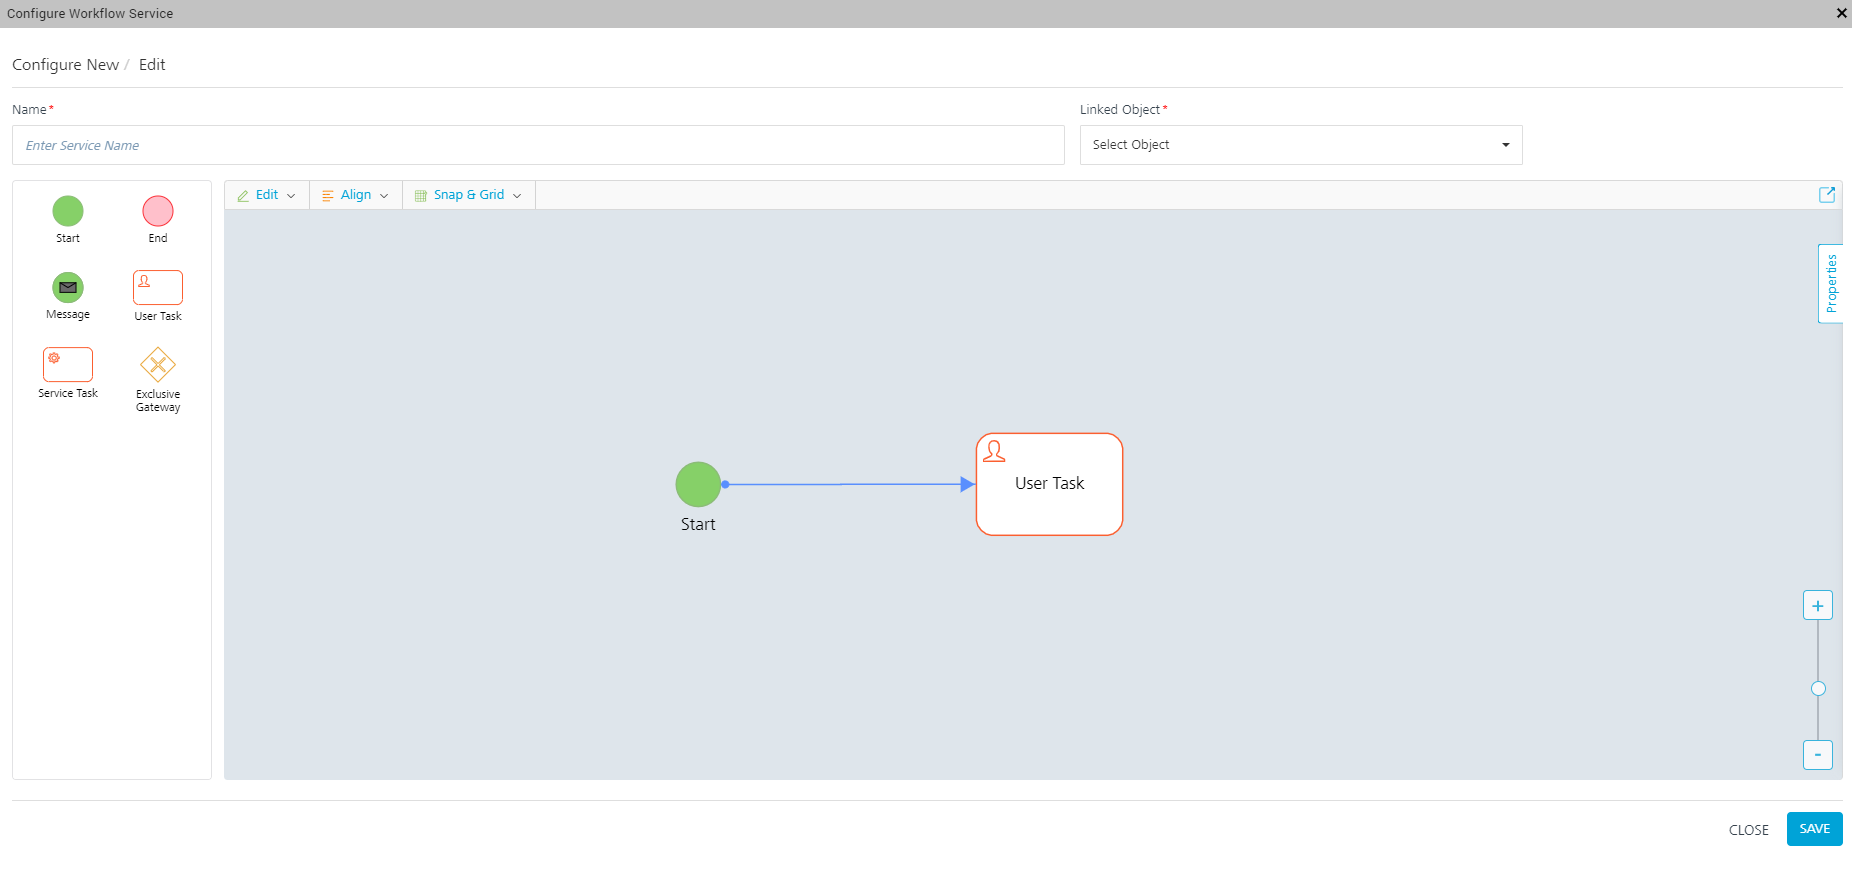 Configure Workflow Service
Configure New / Edit
Name*
Linked Object*
Enter Service Name
Select Object
Start
End
Message
User Task
Service Task
Exclusive
Gateway
Edit
Align
Snap & Grid
Properties
Start
User Task
+
-
CLOSE
SAVE